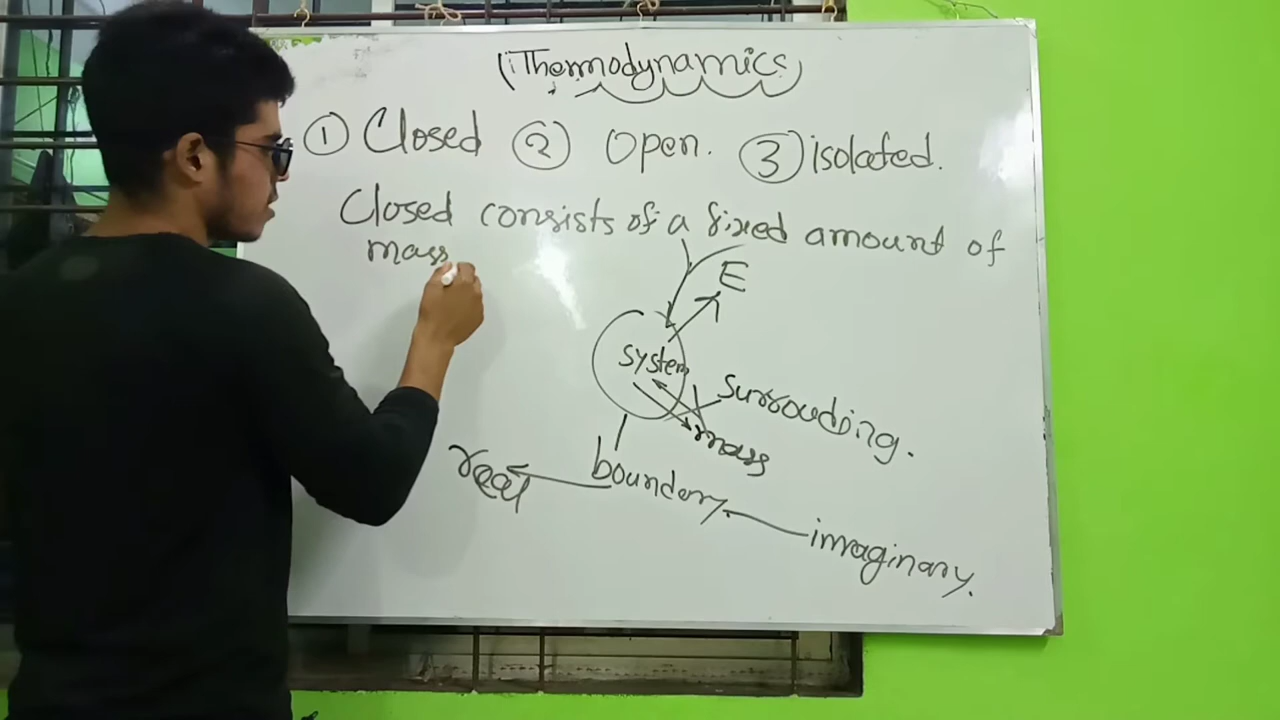 Thermodynamics
① Closed ② Open. ③ isolated.
Closed consists of a fixed amount of
mass
E
system
Surrouding.
mass
boundary
real
imaginary.